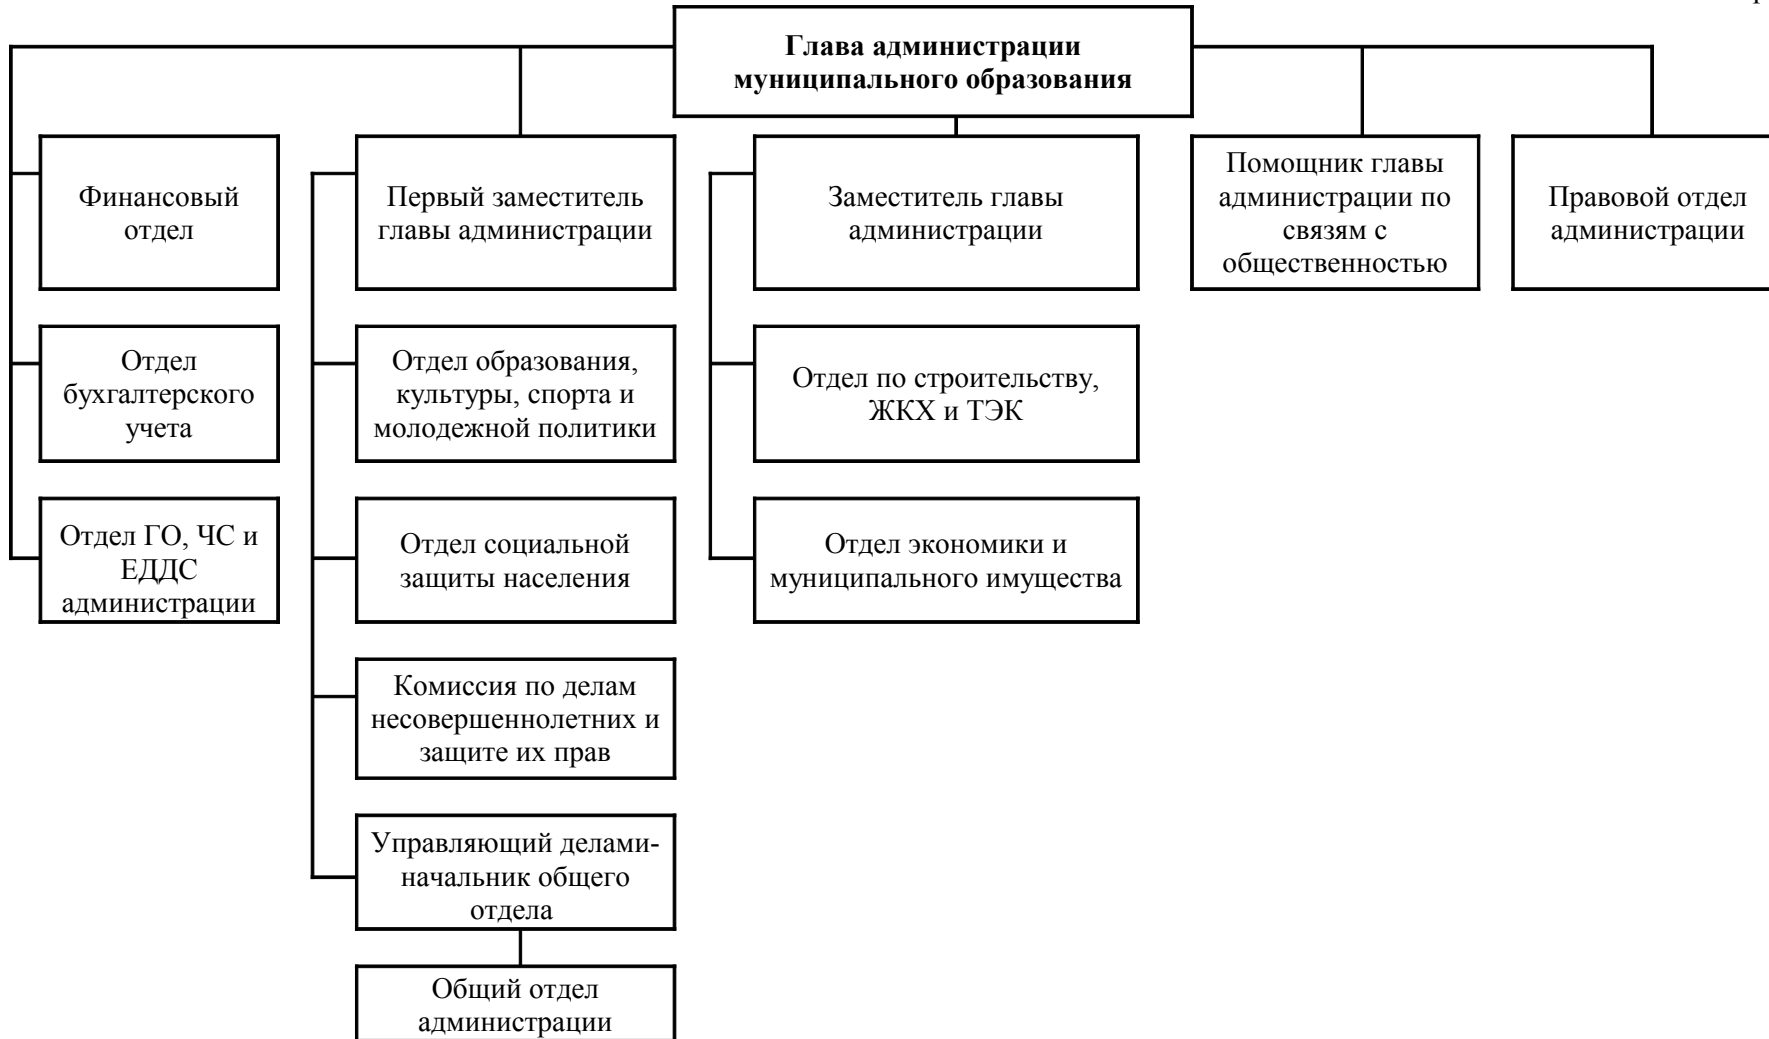 Глава администрации
муниципального образования
Финансовый
отдел
Первый заместитель
главы администрации
Заместитель главы
администрации
Помощник главы
администрации по
связям с
общественностью
Правовой отдел
администрации
Отдел
бухгалтерского
учета
Отдел образования,
культуры, спорта и
молодежной политики
Отдел по строительству,
ЖКХ и ТЭК
Отдел ГО, ЧС и
ЕДДС
администрации
Отдел социальной
защиты населения
Отдел экономики и
муниципального имущества
Комиссия по делам
несовершеннолетних и
защите их прав
Управляющий делами-
начальник общего
отдела
Общий отдел
администрации